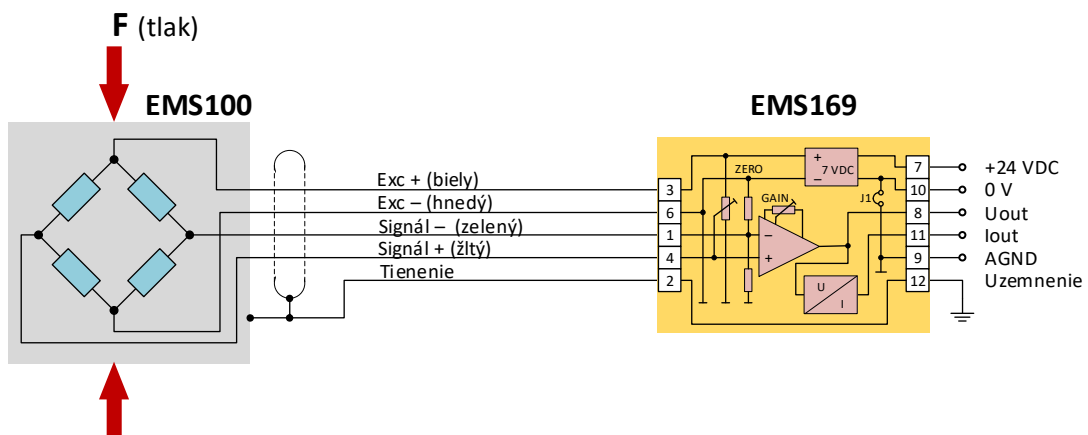 F (tlak)
EMS100
EMS169
Exc + (biely)
Exc – (hnedý)
Signál – (zelený)
Signál + (žltý)
Tienenie
3
6
1
4
2
ZERO
GAIN
+
–
7 VDC
J1
–
+
U
I
7
10
8
11
9
12
+24 VDC
0 V
Uout
Iout
AGND
Uzemnenie